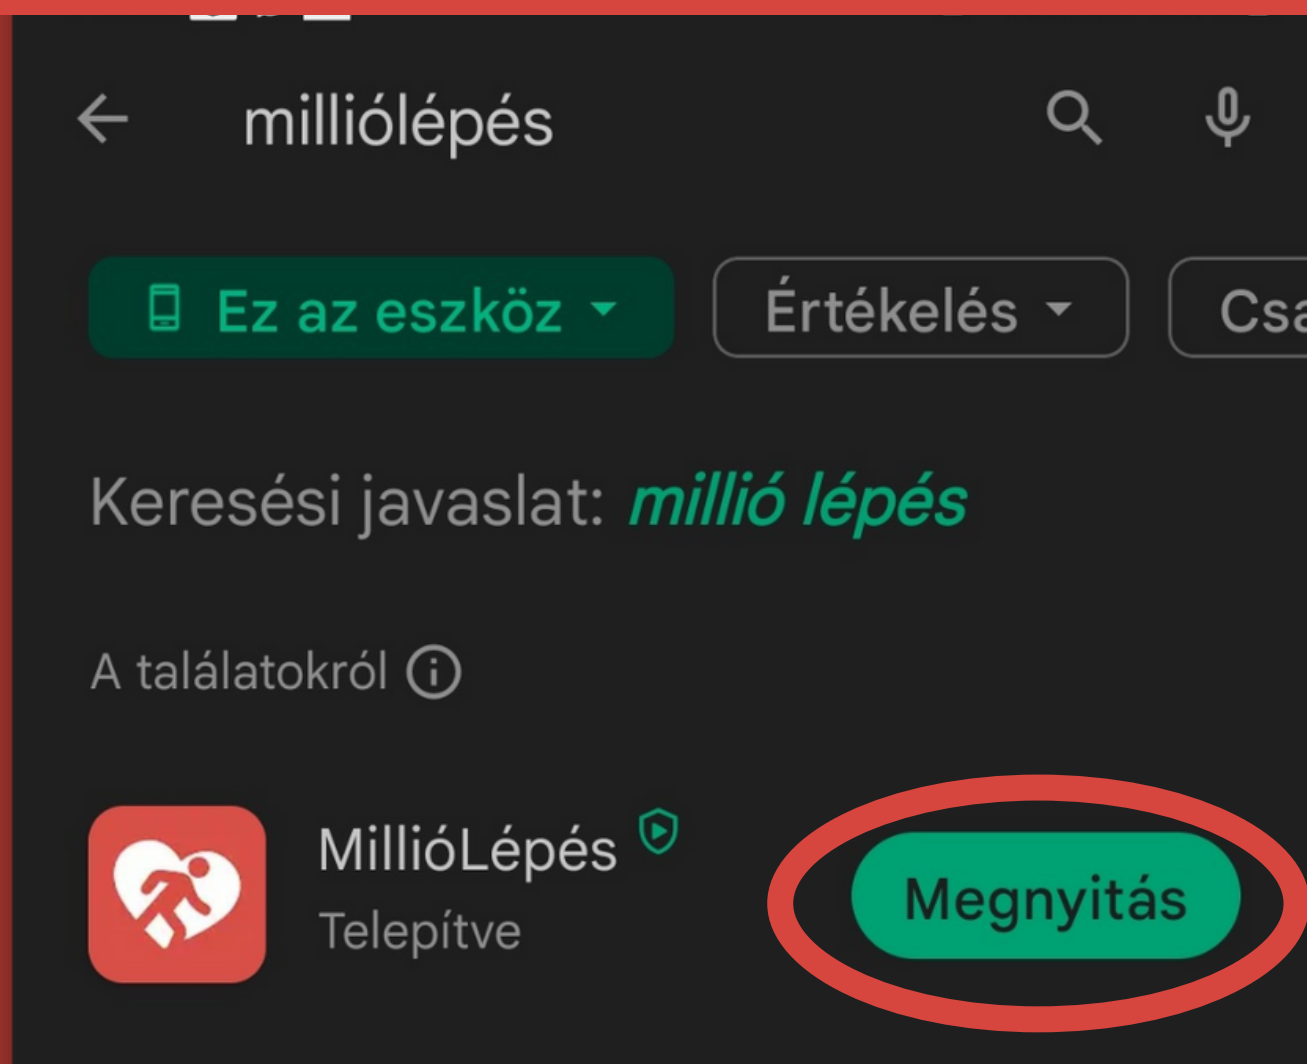 milliólépés
Ez az eszköz Értékelés
Keresési javaslat: millió lépés
A találatokról
MillióLépés
Telepítve
Megnyitás